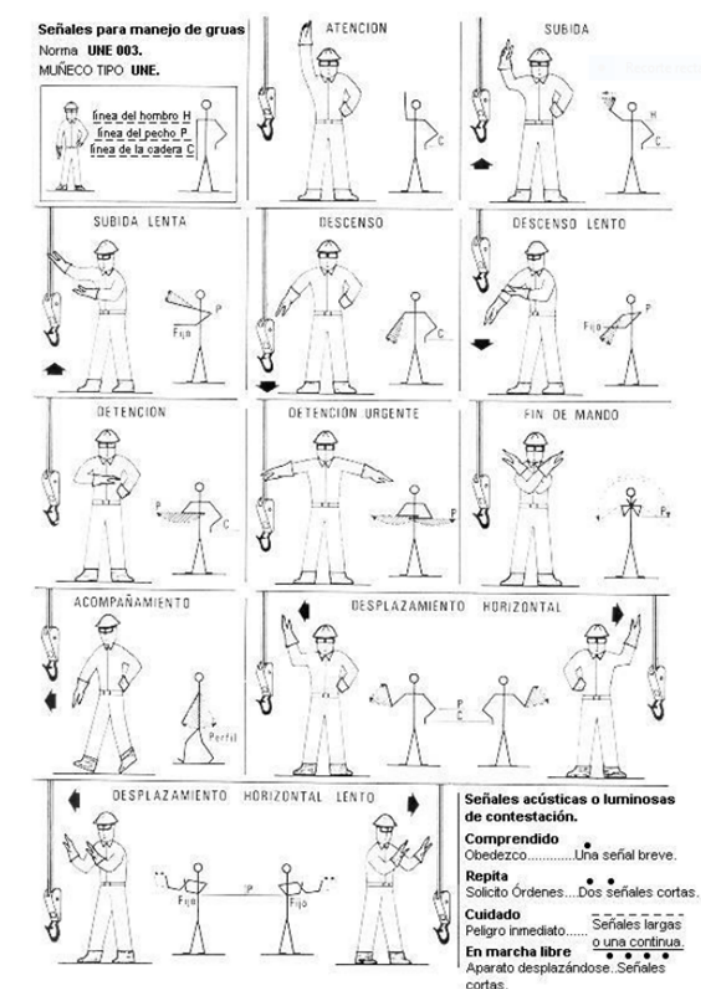 Señales para manejo de gruas
Norma UNE 003.
MUÑECO TIPO UNE.
línea del hombro H
línea del pecho P
línea de la cadera C
ATENCION
C
SUBIDA
H
C
SUBIDA LENTA
P
Fijo
DESCENSO
C
DESCENSO LENTO
P
Fijo
DETENCION
P
C
DETENCIÓN URGENTE
P
FIN DE MANDO
P
ACOMPAÑAMIENTO
Perfil
DESPLAZAMIENTO HORIZONTAL
P
C
DESPLAZAMIENTO HORIZONTAL LENTO
P
Fijo
Fijo
Señales acústicas o luminosas
de contestación.
Comprendido
Obedezco.............Una señal breve.
Repita
Solicito Órdenes....Dos señales cortas.
Cuidado
Peligro inmediato...... Señales largas
o una continua.
En marcha libre
Aparato desplazándose..Señales
cortas.